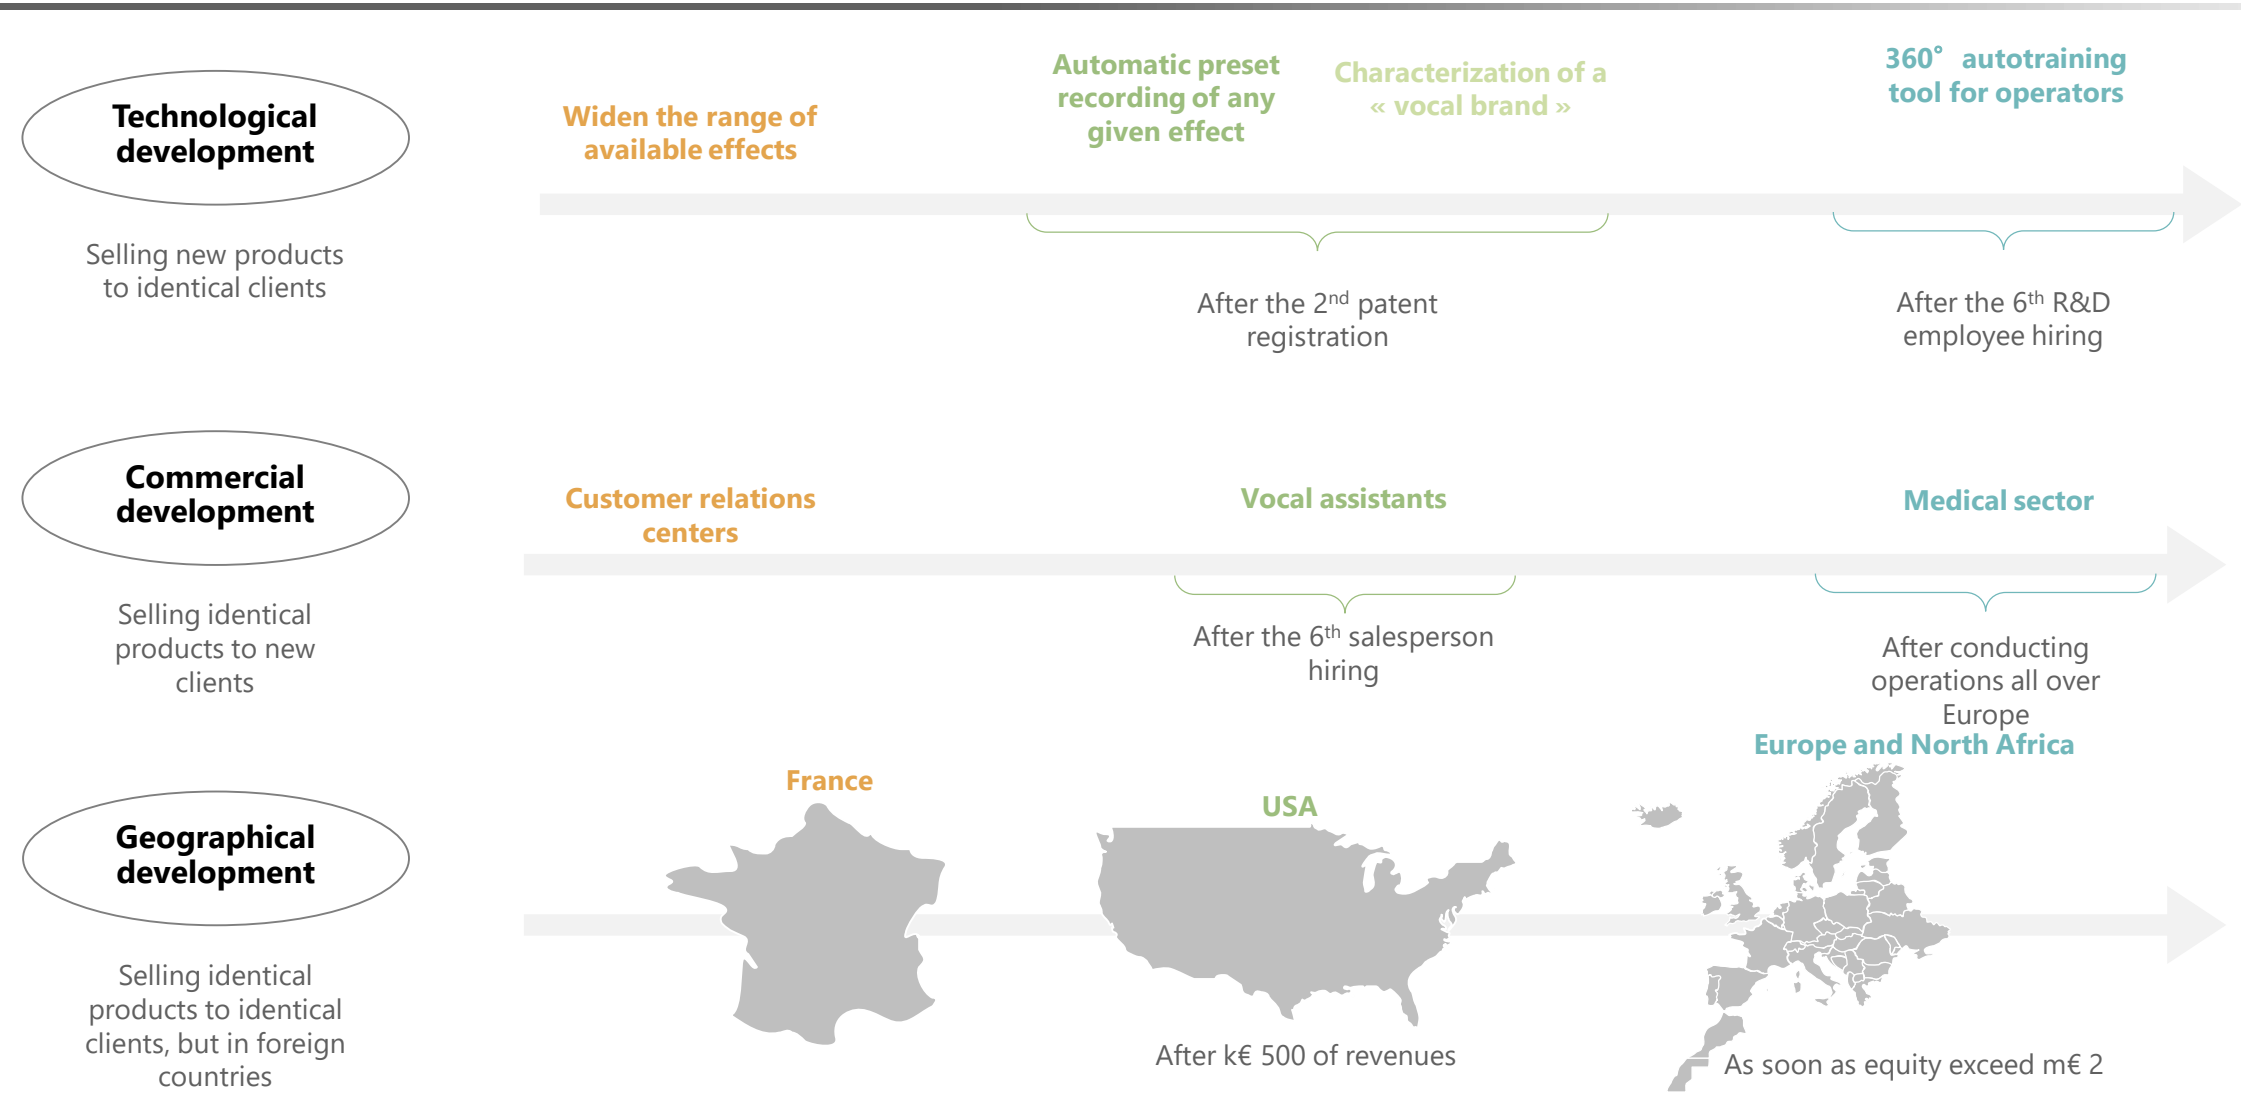 Technological
development
Selling new products
to identical clients
Widen the range of
available effects
Automatic preset
recording of any
given effect
Characterization of a
« vocal brand »
360° autotraining
tool for operators
After the 2nd patent
registration
After the 6th R&D
employee hiring
Commercial
development
Selling identical
products to new
clients
Customer relations
centers
Vocal assistants
Medical sector
After the 6th salesperson
hiring
After conducting
operations all over
Europe
Geographical
development
Selling identical
products to identical
clients, but in foreign
countries
France
USA
Europe and North Africa
After k€ 500 of revenues
As soon as equity exceed m€ 2